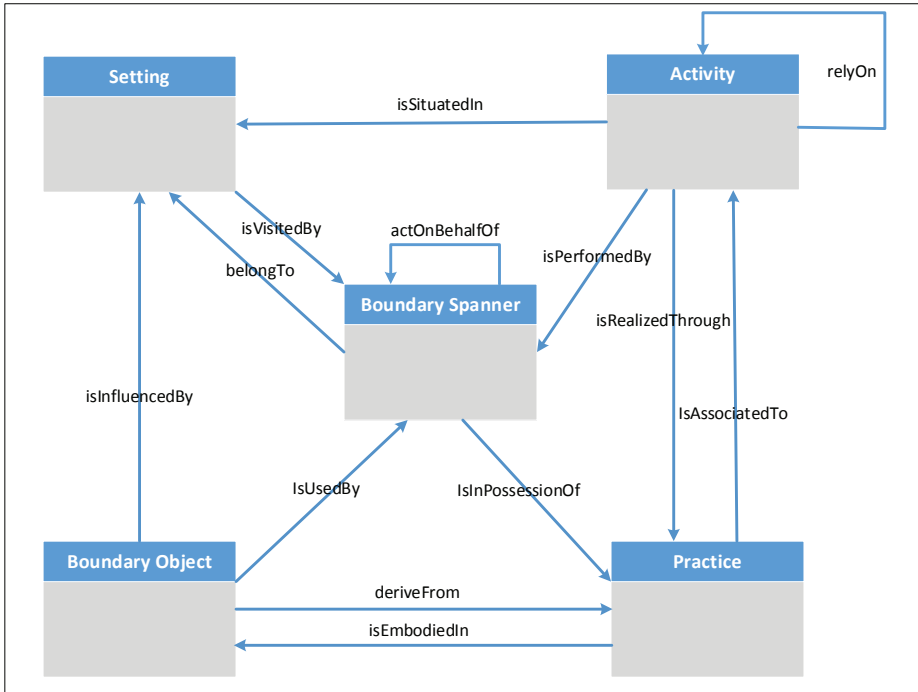 Setting
Activity
relyOn
isSituatedIn
isVisitedBy
actOnBehalfOf
isPerformedBy
belongTo
Boundary Spanner
isRealizedThrough
isInfluencedBy
IsAssociatedTo
IsUsedBy
IsInPossessionOf
Boundary Object
Practice
deriveFrom
isEmbodiedIn